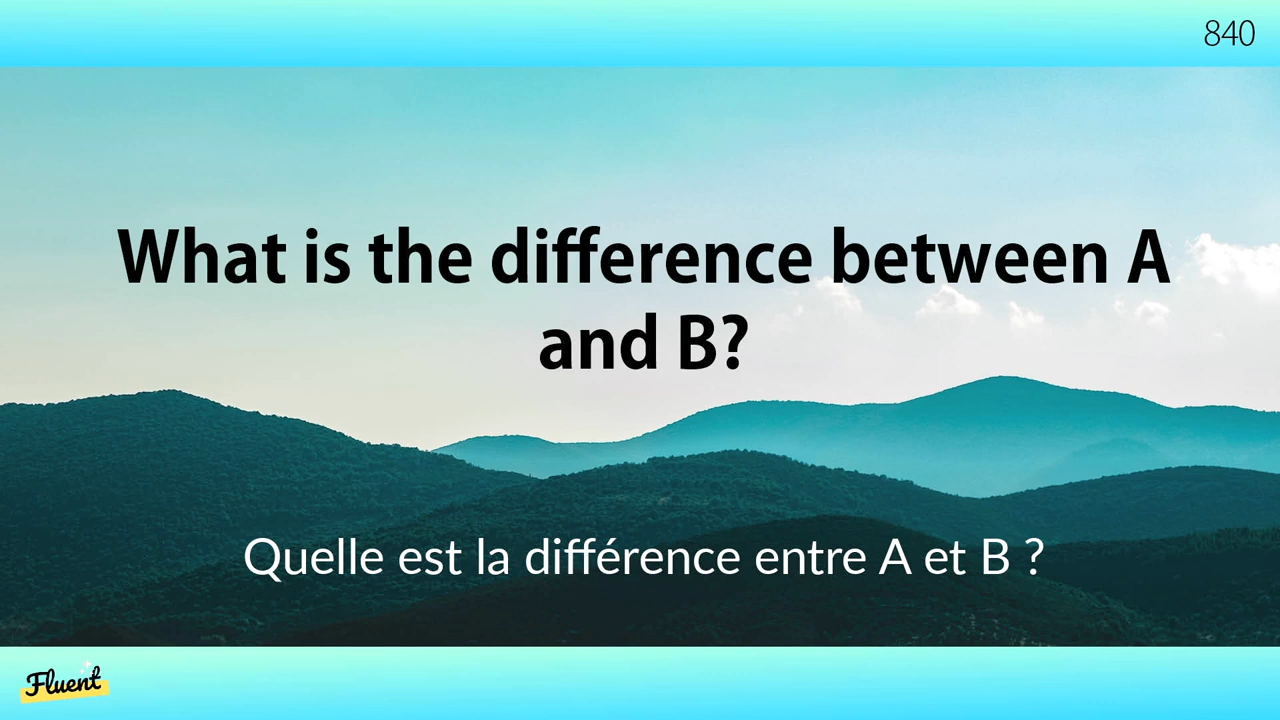 840
What is the difference between A
and B?
Quelle est la différence entre A et B ?
Fluent